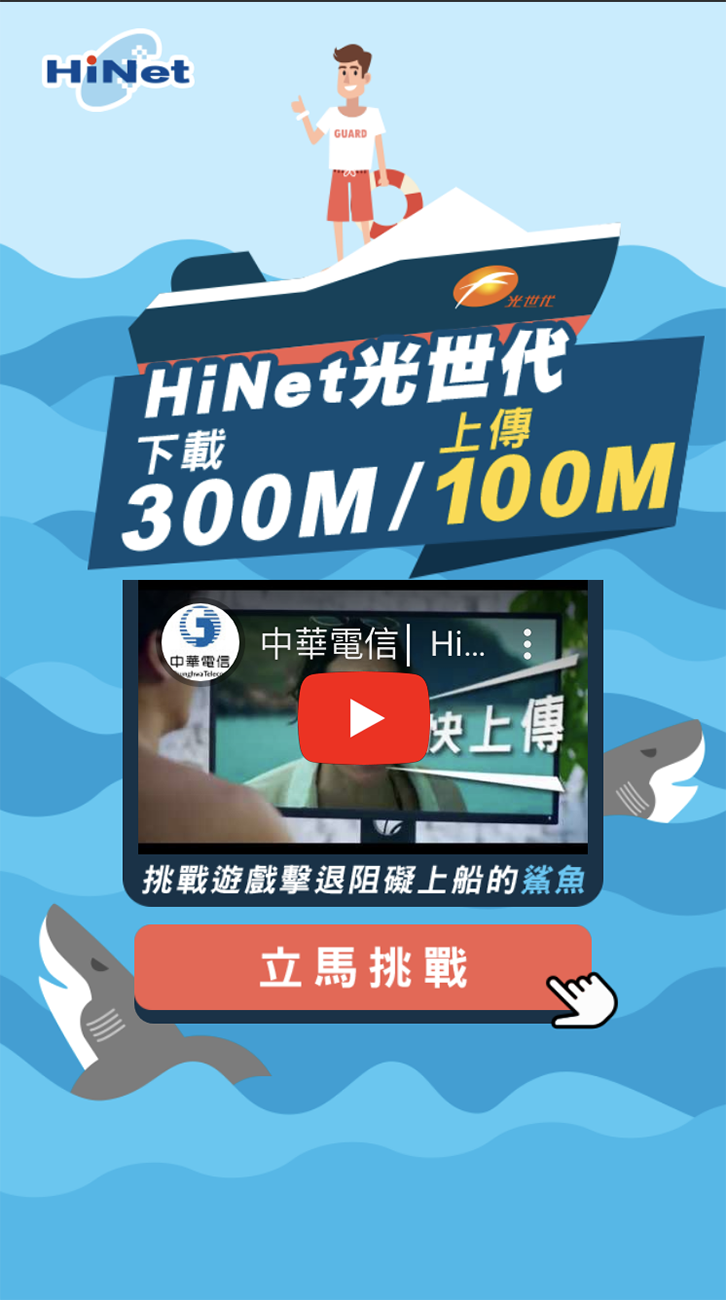 HiNet
GUARD
光世代
HiNet光世代
下載
上傳
300M/100M
中華電信
中華電信| Hi...
快上傳
挑戰遊戲擊退阻礙上船的鯊魚
立馬挑戰